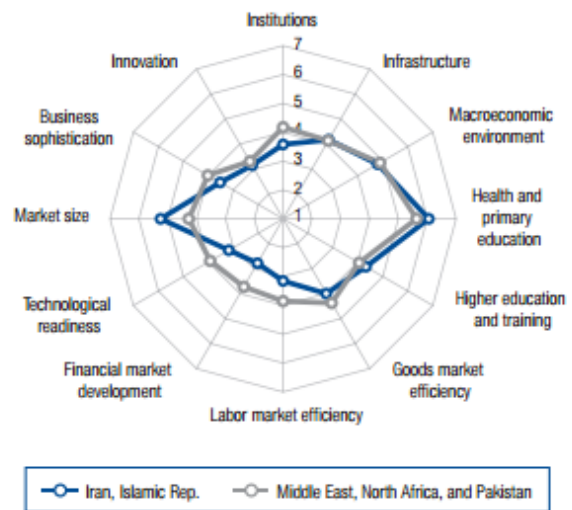 Institutions
7
6
5
4
3
2
1
Infrastructure
Macroeconomic
environment
Health and
primary
education
Higher education
and training
Goods market
efficiency
Labor market efficiency
Financial market
development
Technological
readiness
Market size
Business
sophistication
Innovation
Iran, Islamic Rep.
Middle East, North Africa, and Pakistan